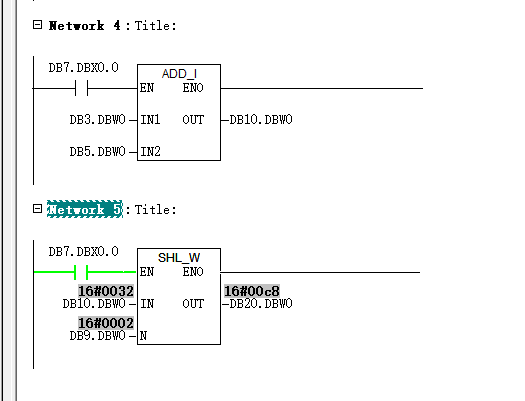 Network 4 : Title:
DB7.DBX0.0
ADD_I
EN ENO
DB3.DBW0 IN1 OUT DB10.DBW0
DB5.DBW0 IN2
Network 5 : Title:
DB7.DBX0.0
SHL_W
EN ENO
16#0032 16#00c8
DB10.DBW0 IN OUT DB20.DBW0
16#0002
DB9.DBW0 N